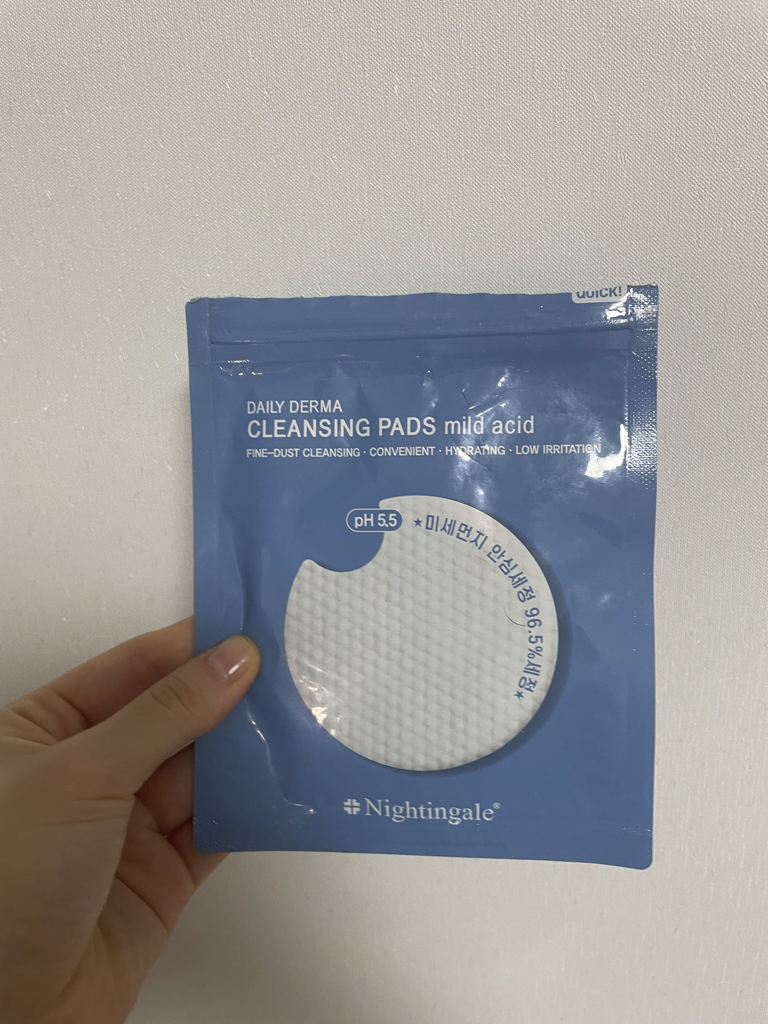 QUICK!
DAILY DERMA
CLEANSING PADS mild acid
FINE-DUST CLEANSING · CONVENIENT · HYDRATING · LOW IRRITATION
pH 5.5
★미세먼지 안심세정 96.5%세정★
Nightingale®